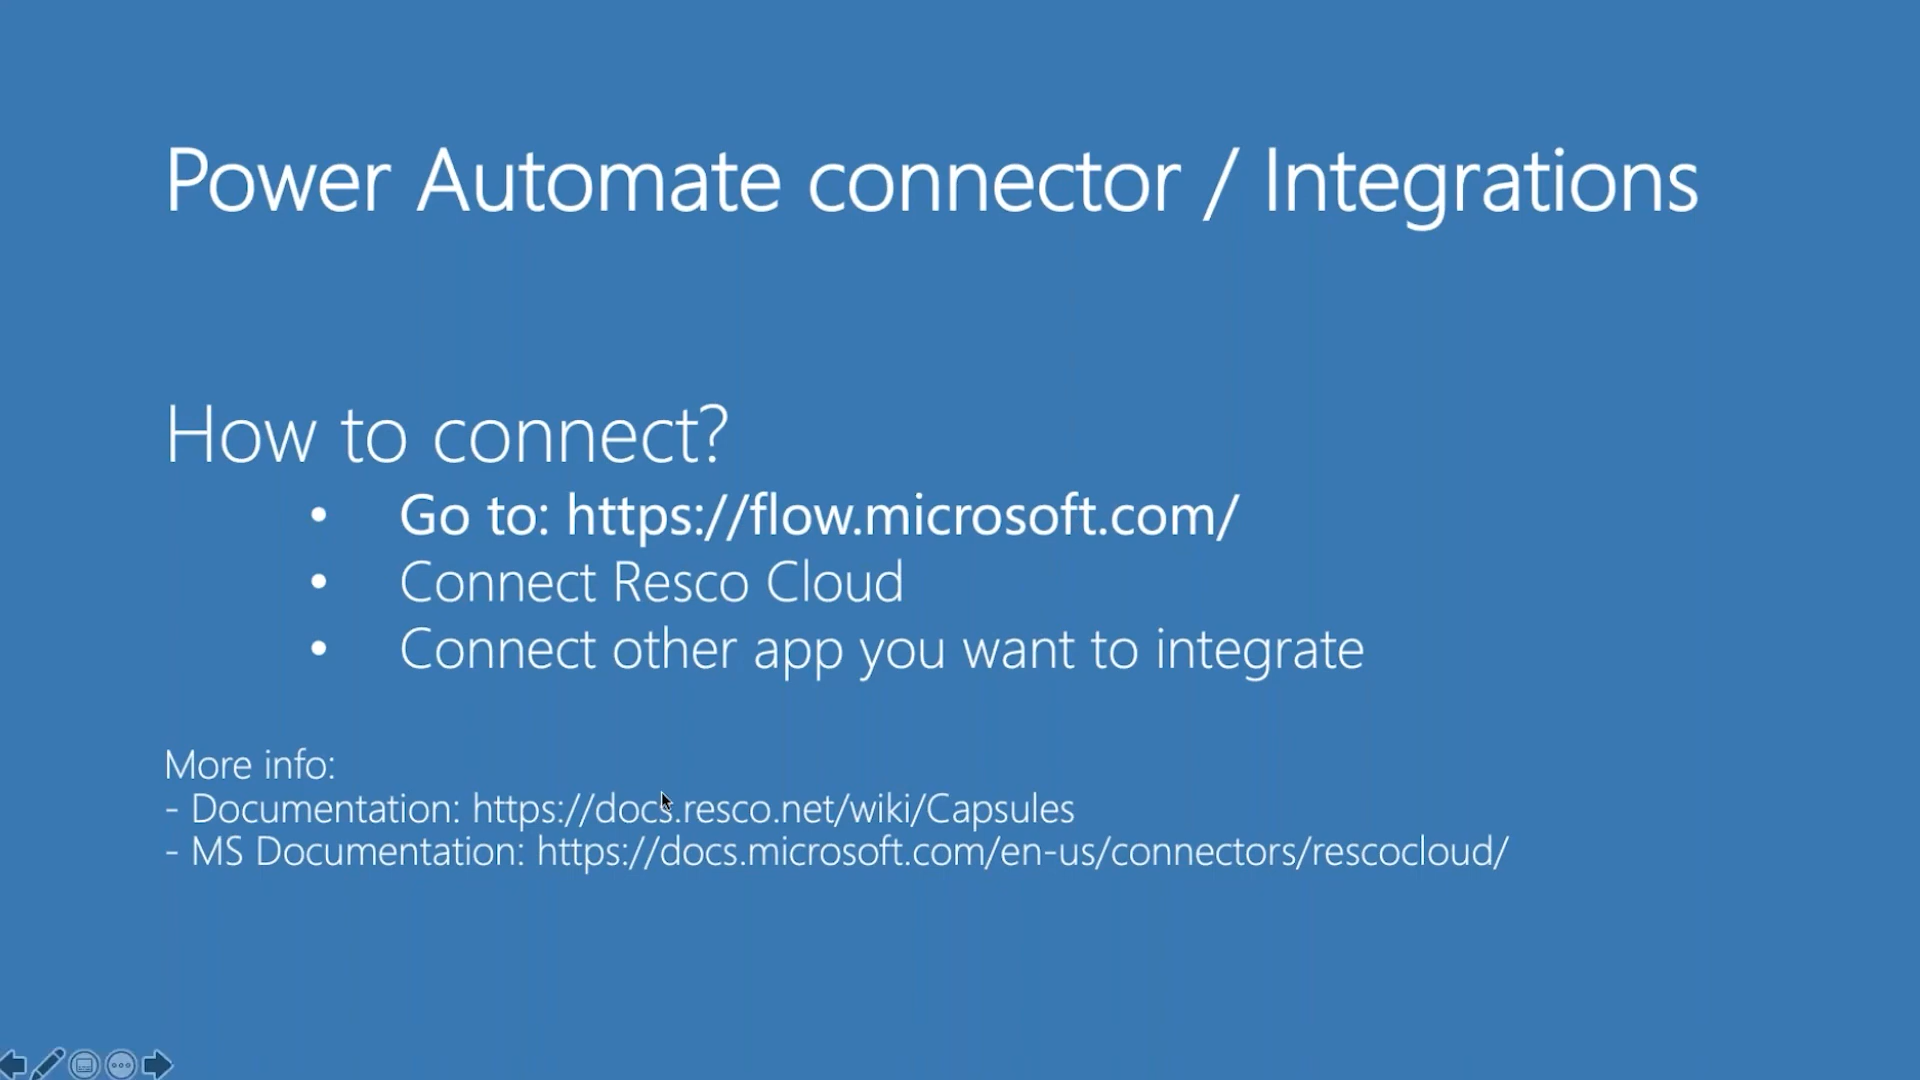 Power Automate connector / Integrations
How to connect?
• Go to: https://flow.microsoft.com/
• Connect Resco Cloud
• Connect other app you want to integrate
More info:
- Documentation: https://docs.resco.net/wiki/Capsules
- MS Documentation: https://docs.microsoft.com/en-us/connectors/rescocloud/